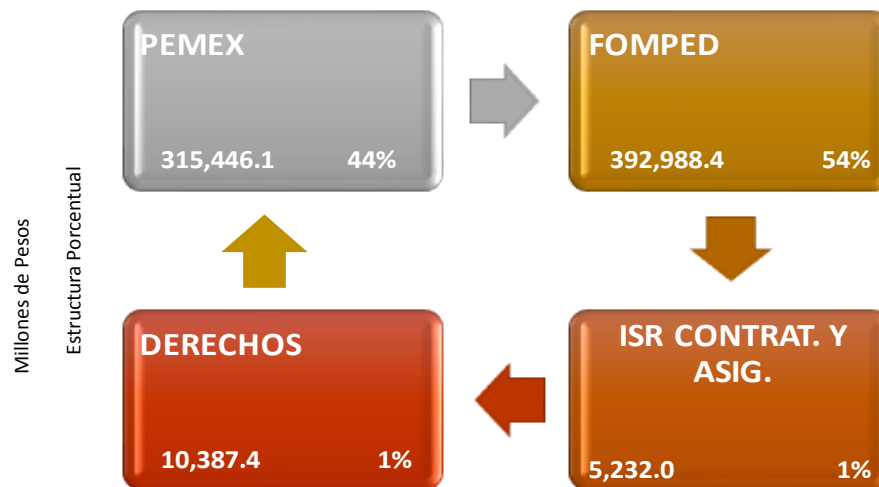 PEMEX
315,446.1 44%
FOMPED
392,988.4 54%
Millones de Pesos
Estructura Porcentual
DERECHOS
10,387.4 1%
ISR CONTRAT. Y
ASIG.
5,232.0 1%